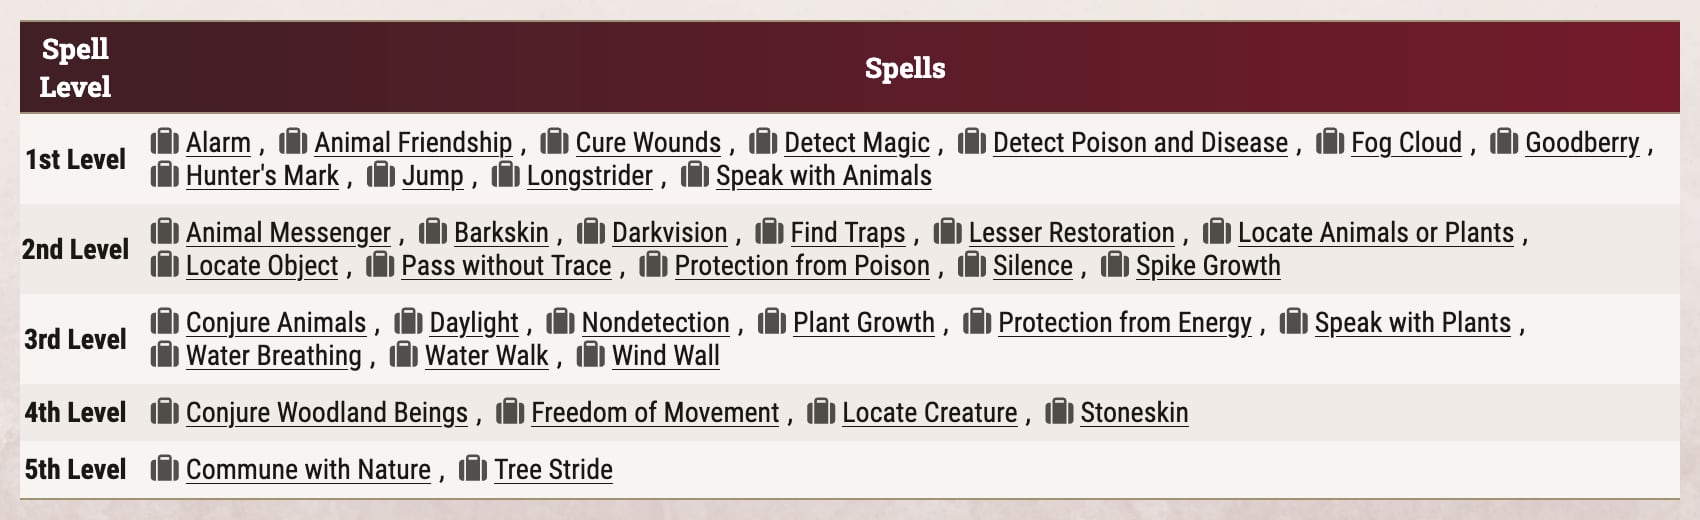 Spell
Level
Spells
1st Level
Alarm , Animal Friendship , Cure Wounds , Detect Magic , Detect Poison and Disease , Fog Cloud , Goodberry ,
Hunter's Mark , Jump , Longstrider , Speak with Animals
2nd Level
Animal Messenger , Barkskin , Darkvision , Find Traps , Lesser Restoration , Locate Animals or Plants ,
Locate Object , Pass without Trace , Protection from Poison , Silence , Spike Growth
3rd Level
Conjure Animals , Daylight , Nondetection , Plant Growth , Protection from Energy , Speak with Plants ,
Water Breathing , Water Walk , Wind Wall
4th Level
Conjure Woodland Beings , Freedom of Movement , Locate Creature , Stoneskin
5th Level
Commune with Nature , Tree Stride